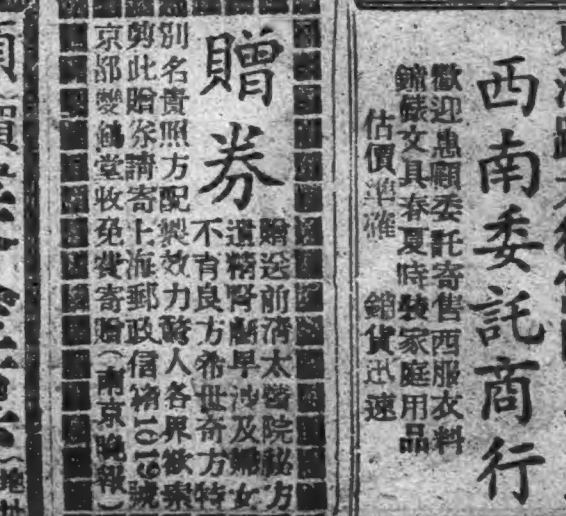 西南委託商行
歡迎惠顧委託寄售西服衣料
鐘錶文具春夏時裝家庭用品
估價準確 銷貨迅速
贈券
贈送前清太醫院秘方
遺精腎虧早洩及婦女
不育良方希世奇方特
別名貴照方配製效力驚人各界欲索
剪此贈券請寄上海郵政信箱1019號
京都變鶴堂收免費寄贈(南京晚報)